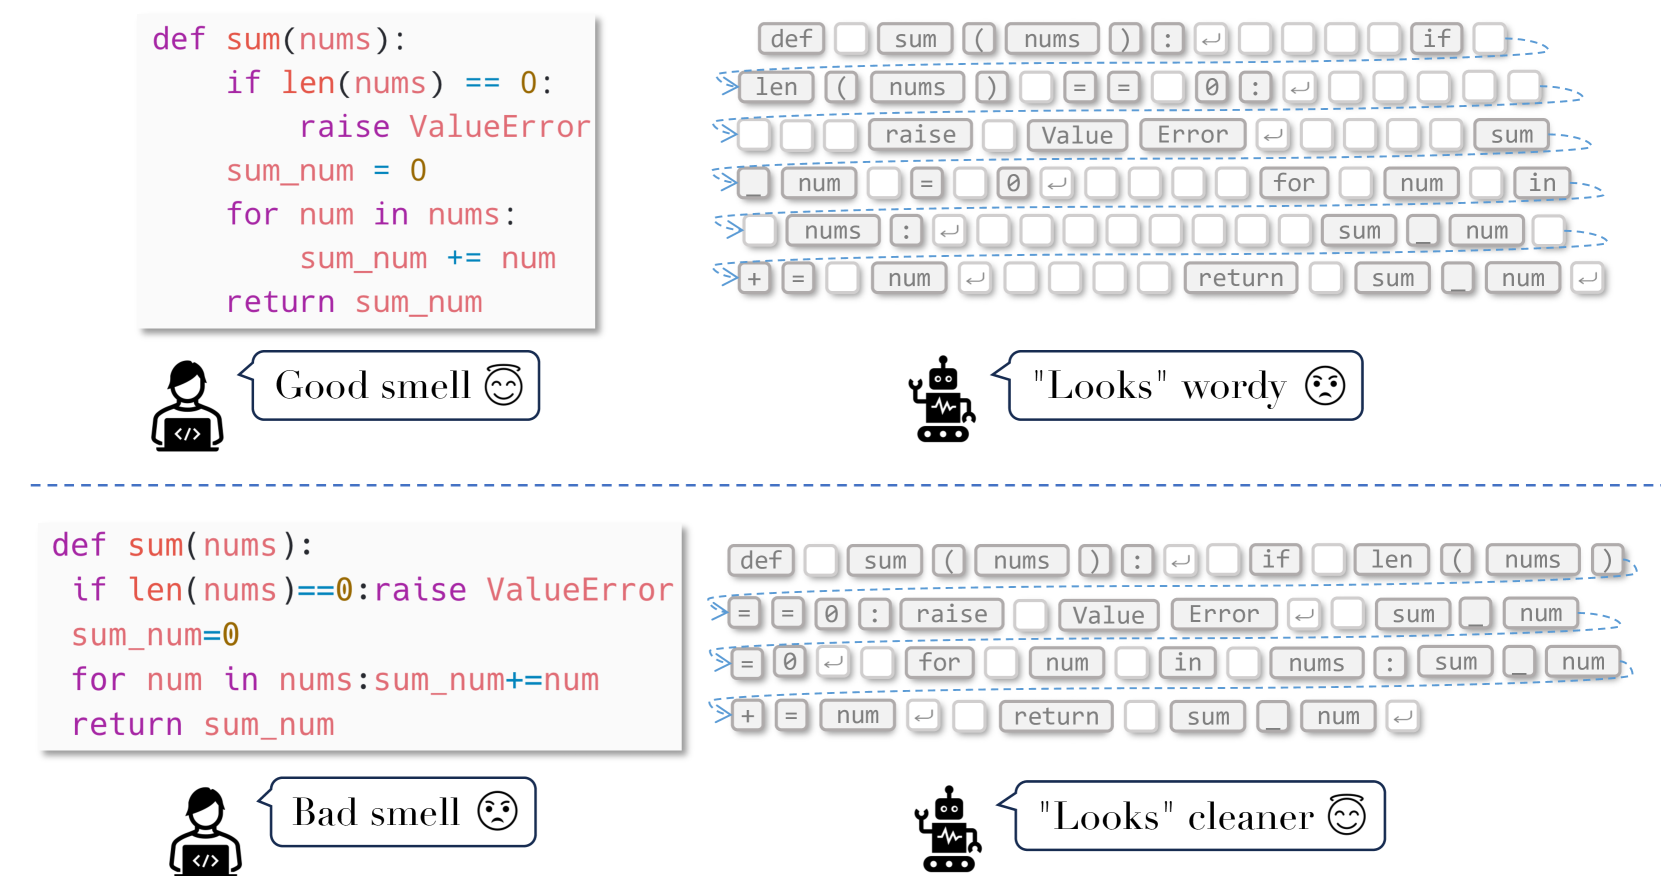 def sum(nums):
    if len(nums) == 0:
        raise ValueError
    sum_num = 0
    for num in nums:
        sum_num += num
    return sum_num
def sum ( nums ) : ↵ if
len ( nums ) = = 0 : ↵
raise Value Error ↵ sum
_ num = 0 ↵ for num in
nums : ↵ sum _ num
+ = num ↵ return sum _ num ↵
Good smell 😇
"Looks" wordy 😟
</>
def sum(nums):
 if len(nums)==0:raise ValueError
 sum_num=0
 for num in nums:sum_num+=num
 return sum_num
def sum ( nums ) : ↵ if len ( nums )
= = 0 : raise Value Error ↵ sum _ num
= 0 ↵ for num in nums : sum _ num
+ = num ↵ return sum _ num ↵
Bad smell 😟
"Looks" cleaner 😇
</>